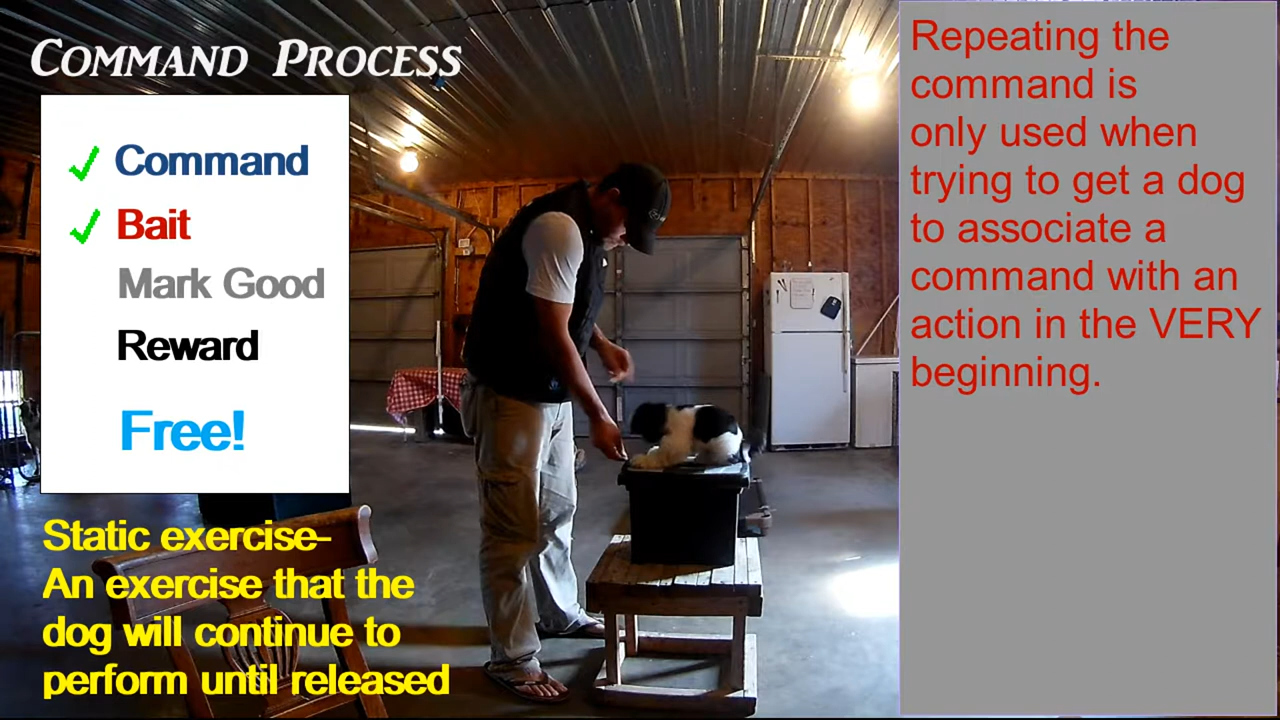 Command Process
Command
Bait
Mark Good
Reward
Free!
Static exercise-
An exercise that the
dog will continue to
perform until released
Repeating the
command is
only used when
trying to get a dog
to associate a
command with an
action in the VERY
beginning.